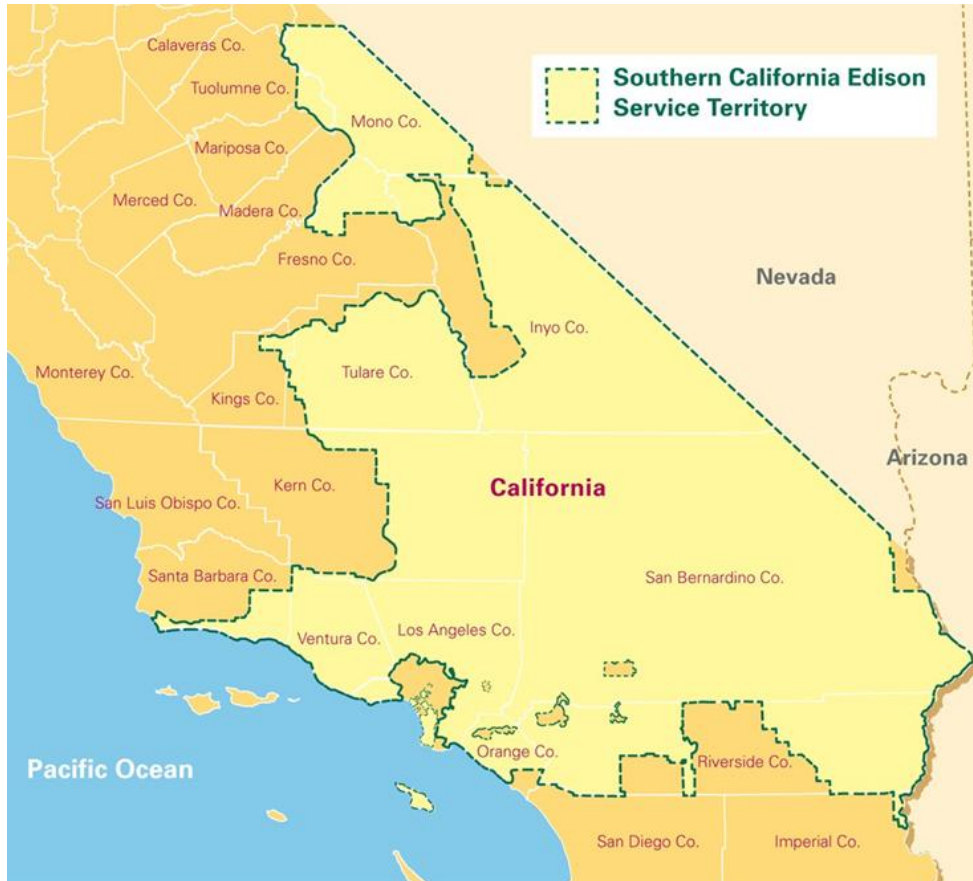 Calaveras Co.
Southern California Edison
Service Territory
Tuolumne Co.
Mono Co.
Mariposa Co.
Merced Co.
Madera Co.
Fresno Co.
Nevada
Inyo Co.
Monterey Co.
Tulare Co.
Kings Co.
Arizona
Kern Co.
California
San Luis Obispo Co.
Santa Barbara Co.
San Bernardino Co.
Ventura Co.
Los Angeles Co.
Orange Co.
Riverside Co.
Pacific Ocean
San Diego Co.
Imperial Co.